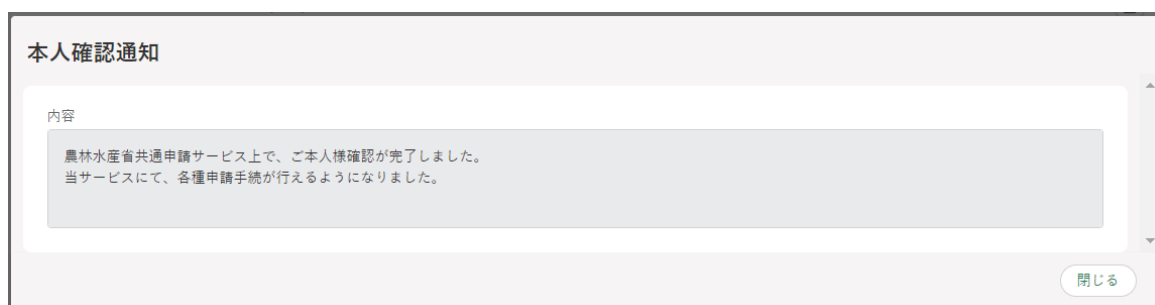 本人確認通知
内容
農林水産省共通申請サービス上で、ご本人様確認が完了しました。
当サービスにて、各種申請手続が行えるようになりました。
閉じる